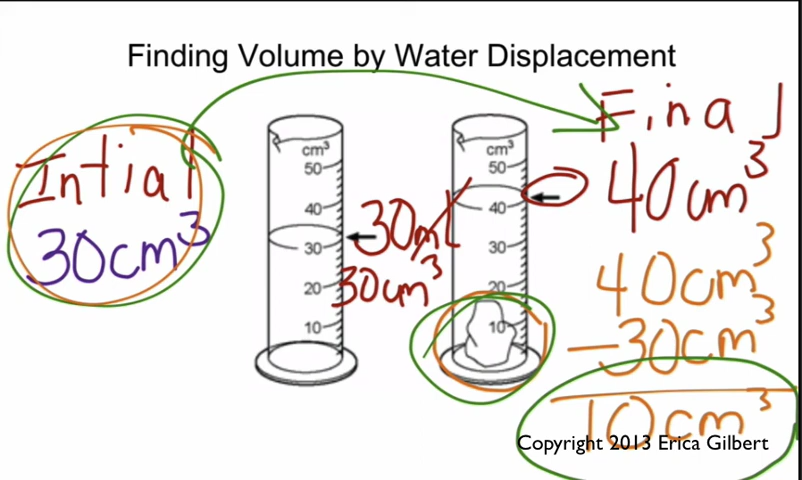 Finding Volume by Water Displacement
Intial
30cm³
cm³
50
40
30
20
10
30ml
30cm³
cm³
50
40
30
20
10
Final
40cm³
40cm³
-30cm³
10cm³
Copyright 2013 Erica Gilbert